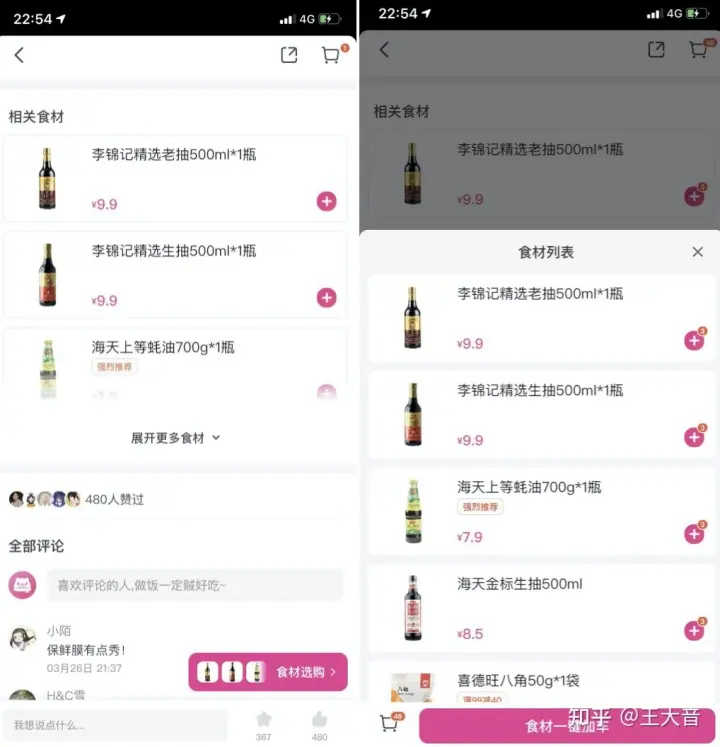 22:54
4G
1
相关食材
李锦记精选老抽500ml*1瓶
¥9.9
李锦记精选生抽500ml*1瓶
¥9.9
海天上等蚝油700g*1瓶
强烈推荐
展开更多食材
480人赞过
全部评论
喜欢评论的人,做饭一定贼好吃~
小陌
保鲜膜有点秀!
03月26日 21:37
食材选购
H&C雪
我想说点什么...
367
480
22:54
4G
46
相关食材
李锦记精选老抽500ml*1瓶
¥9.9
3
食材列表
李锦记精选老抽500ml*1瓶
¥9.9
3
李锦记精选生抽500ml*1瓶
¥9.9
3
海天上等蚝油700g*1瓶
强烈推荐
¥7.9
3
海天金标生抽500ml
¥8.5
3
喜德旺八角50g*1袋
满99减40
46
食材一键加车
知乎 @王大音